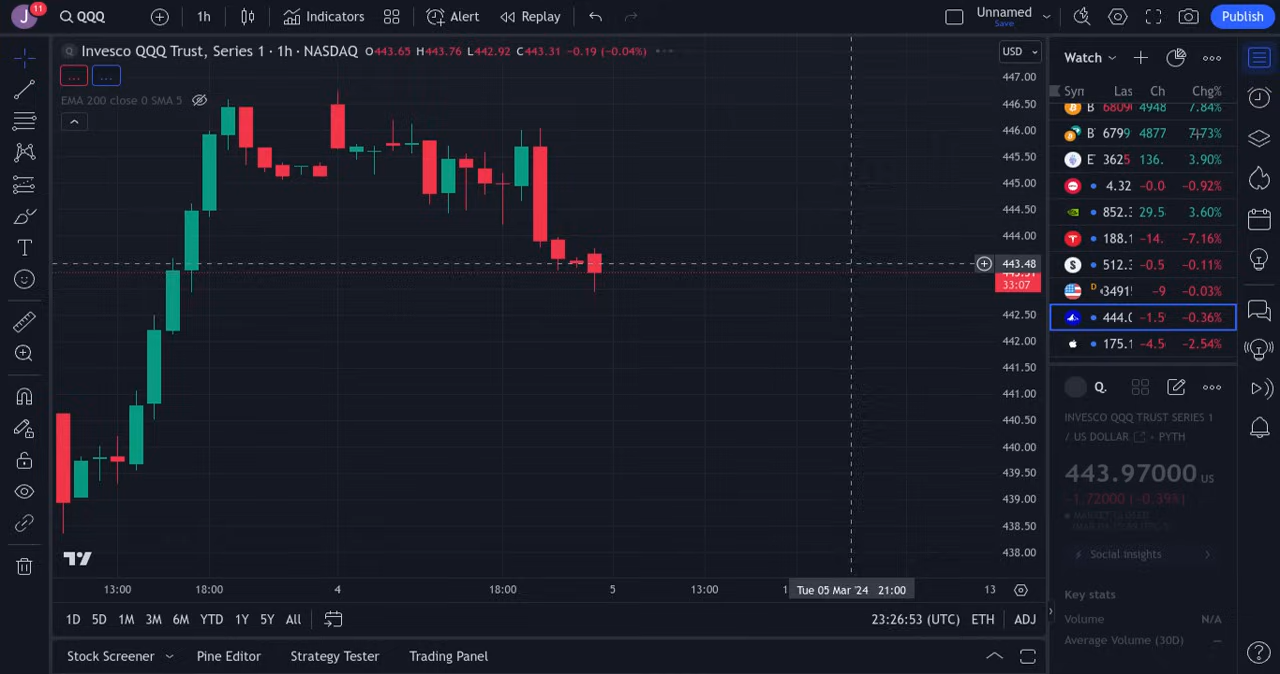 J 11 QQQ 1h Indicators Alert Replay Unnamed Save Publish
Invesco QQQ Trust, Series 1 · 1h · NASDAQ O443.65 H443.76 L442.92 C443.31 −0.19 (−0.04%)
USD
... ...
EMA 200 close 0 SMA 5
447.00
446.50
446.00
445.50
445.00
444.50
444.00
443.48
33:07
442.50
442.00
441.50
441.00
440.50
440.00
439.50
439.00
438.50
438.00
13:00 18:00 4 18:00 5 13:00 Tue 05 Mar '24 21:00 13
1D 5D 1M 3M 6M YTD 1Y 5Y All 23:26:53 (UTC) ETH ADJ
Stock Screener Pine Editor Strategy Tester Trading Panel
Watch
Syn Las Ch Chg%
B 6809 4948 7.84%
B 6799 4877 7.73%
E 3625 136. 3.90%
4.32 −0.0 −0.92%
852.3 29.5 3.60%
188.1 −14. −7.16%
512.3 −0.5 −0.11%
D 34915 −9 −0.03%
444.0 −1.5 −0.36%
175.1 −4.5 −2.54%
Q.
INVESCO QQQ TRUST SERIES 1
/ US DOLLAR · PYTH
443.97000 US
−1.72000 (−0.39%)
MARKET CLOSED
Social insights
Key stats
Volume N/A
Average Volume (30D) —